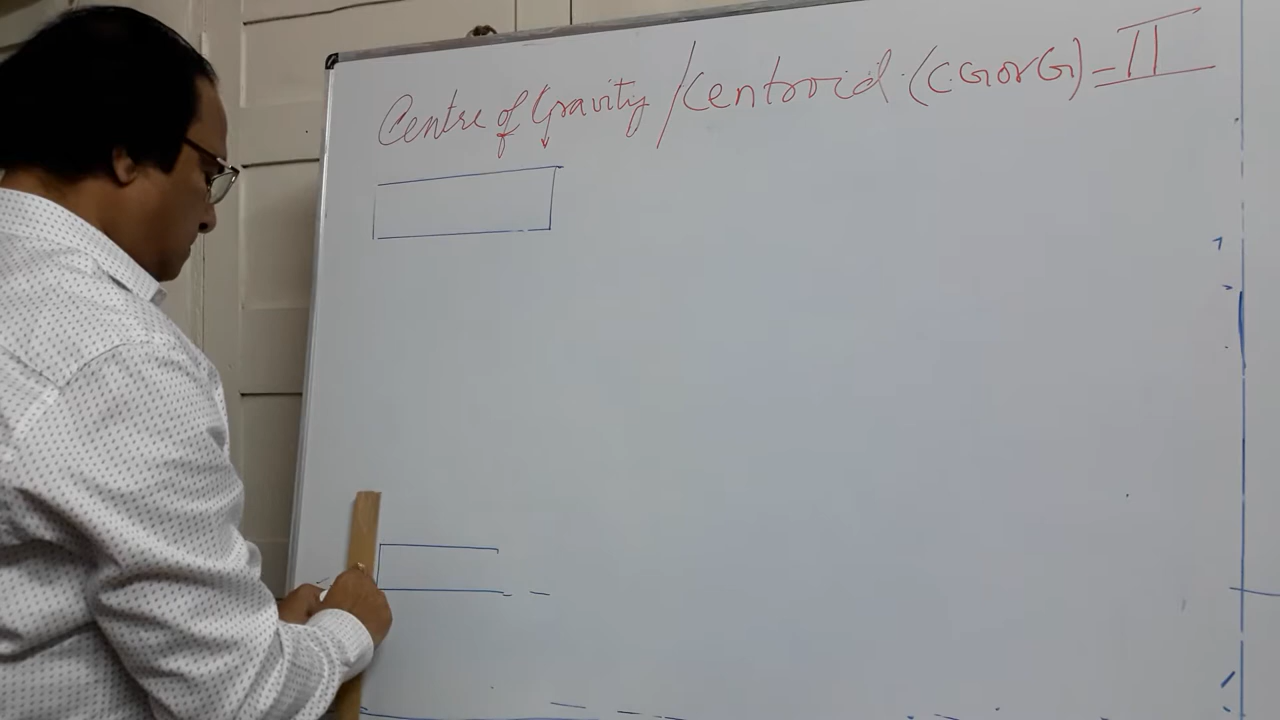 Centre of Gravity / Centroid. (C.G or G) - II